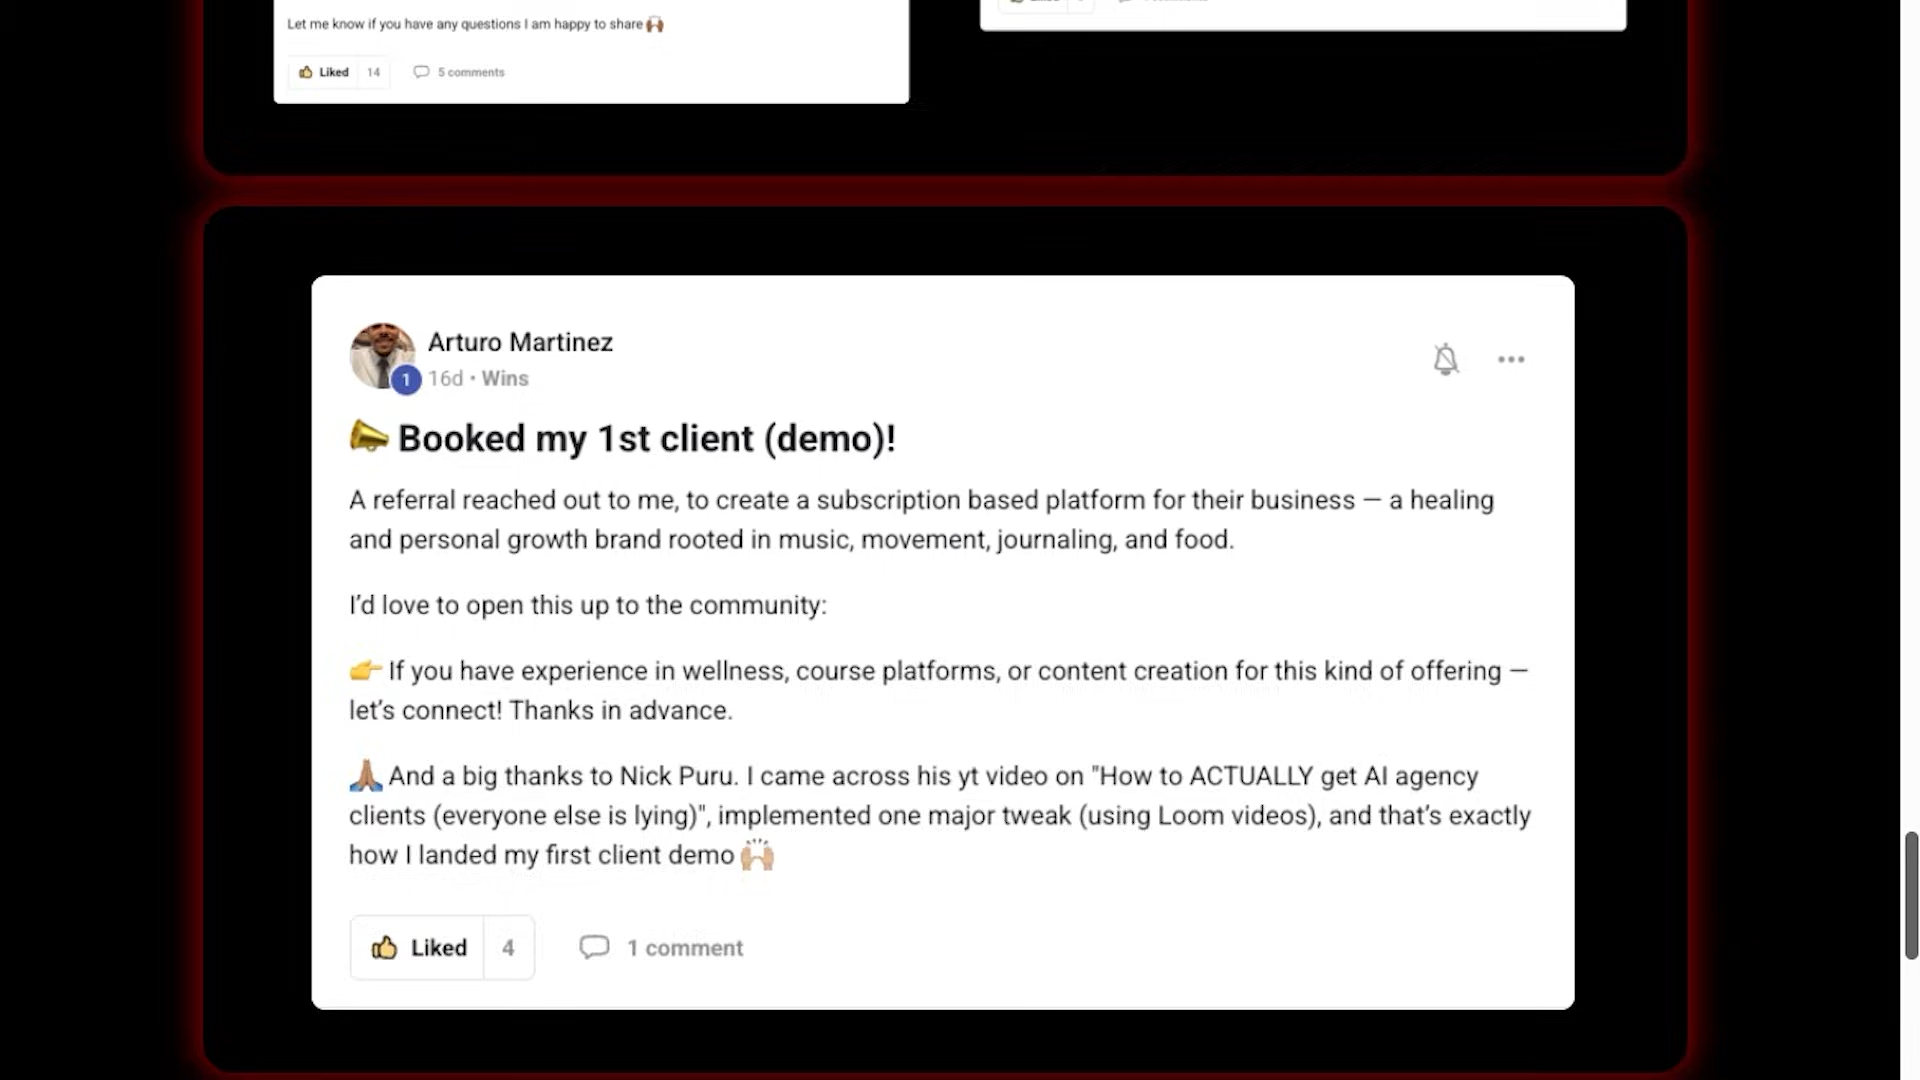 Let me know if you have any questions I am happy to share 🙌🏾
Liked 14 5 comments
Arturo Martinez
1 16d • Wins
📣 Booked my 1st client (demo)!
A referral reached out to me, to create a subscription based platform for their business — a healing
and personal growth brand rooted in music, movement, journaling, and food.
I’d love to open this up to the community:
👉 If you have experience in wellness, course platforms, or content creation for this kind of offering —
let’s connect! Thanks in advance.
🙏🏽 And a big thanks to Nick Puru. I came across his yt video on "How to ACTUALLY get AI agency
clients (everyone else is lying)", implemented one major tweak (using Loom videos), and that’s exactly
how I landed my first client demo 🙌🏼
Liked 4 1 comment